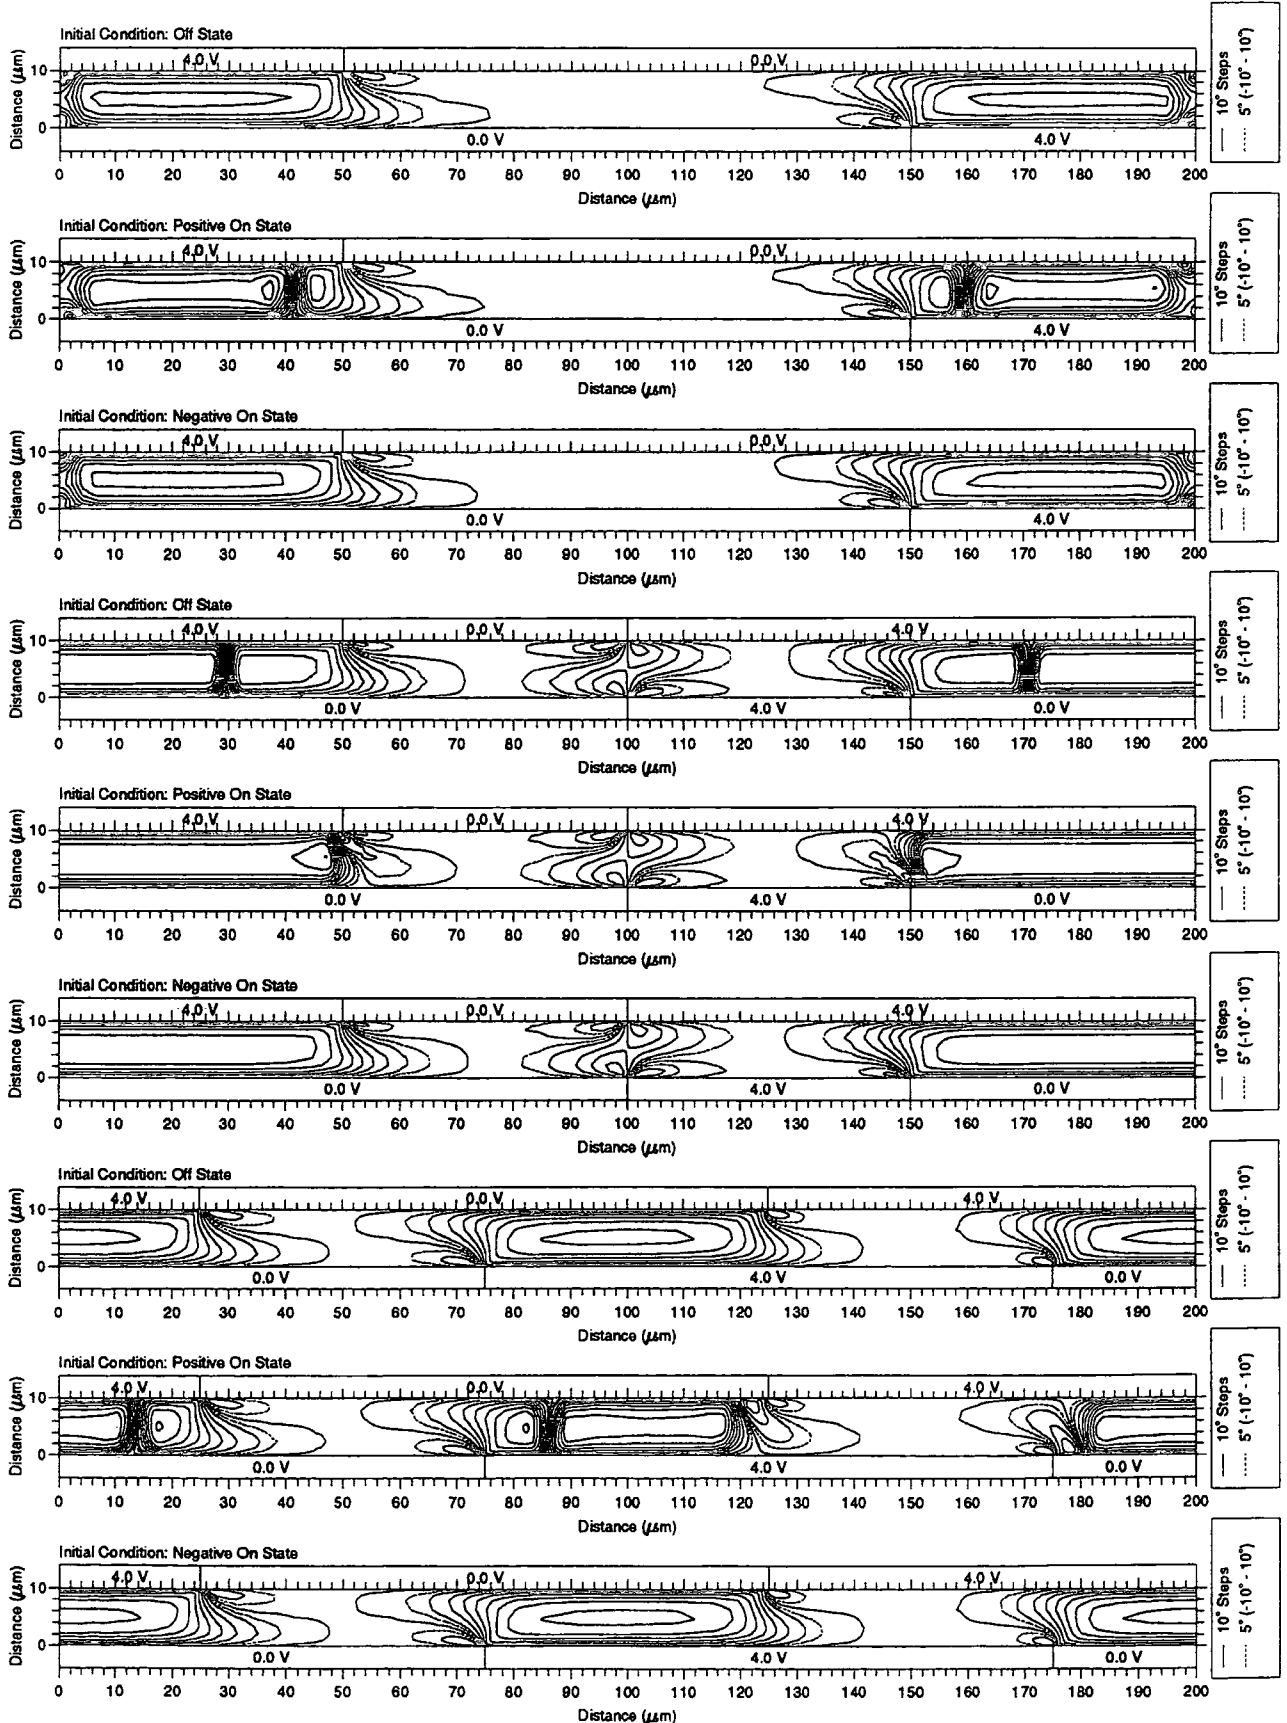 Initial Condition: Off State
4.0 V 0.0 V
Distance (μm)
10
0
0.0 V 4.0 V
0 10 20 30 40 50 60 70 80 90 100 110 120 130 140 150 160 170 180 190 200
Distance (μm)
10° Steps
5° (-10° - 10°)
Initial Condition: Positive On State
4.0 V 0.0 V
Distance (μm)
10
0
0.0 V 4.0 V
0 10 20 30 40 50 60 70 80 90 100 110 120 130 140 150 160 170 180 190 200
Distance (μm)
10° Steps
5° (-10° - 10°)
Initial Condition: Negative On State
4.0 V 0.0 V
Distance (μm)
10
0
0.0 V 4.0 V
0 10 20 30 40 50 60 70 80 90 100 110 120 130 140 150 160 170 180 190 200
Distance (μm)
10° Steps
5° (-10° - 10°)
Initial Condition: Off State
4.0 V 0.0 V 4.0 V
Distance (μm)
10
0
0.0 V 4.0 V 0.0 V
0 10 20 30 40 50 60 70 80 90 100 110 120 130 140 150 160 170 180 190 200
Distance (μm)
10° Steps
5° (-10° - 10°)
Initial Condition: Positive On State
4.0 V 0.0 V 4.0 V
Distance (μm)
10
0
0.0 V 4.0 V 0.0 V
0 10 20 30 40 50 60 70 80 90 100 110 120 130 140 150 160 170 180 190 200
Distance (μm)
10° Steps
5° (-10° - 10°)
Initial Condition: Negative On State
4.0 V 0.0 V 4.0 V
Distance (μm)
10
0
0.0 V 4.0 V 0.0 V
0 10 20 30 40 50 60 70 80 90 100 110 120 130 140 150 160 170 180 190 200
Distance (μm)
10° Steps
5° (-10° - 10°)
Initial Condition: Off State
4.0 V 0.0 V 4.0 V
Distance (μm)
10
0
0.0 V 4.0 V 0.0 V
0 10 20 30 40 50 60 70 80 90 100 110 120 130 140 150 160 170 180 190 200
Distance (μm)
10° Steps
5° (-10° - 10°)
Initial Condition: Positive On State
4.0 V 0.0 V 4.0 V
Distance (μm)
10
0
0.0 V 4.0 V 0.0 V
0 10 20 30 40 50 60 70 80 90 100 110 120 130 140 150 160 170 180 190 200
Distance (μm)
10° Steps
5° (-10° - 10°)
Initial Condition: Negative On State
4.0 V 0.0 V 4.0 V
Distance (μm)
10
0
0.0 V 4.0 V 0.0 V
0 10 20 30 40 50 60 70 80 90 100 110 120 130 140 150 160 170 180 190 200
Distance (μm)
10° Steps
5° (-10° - 10°)